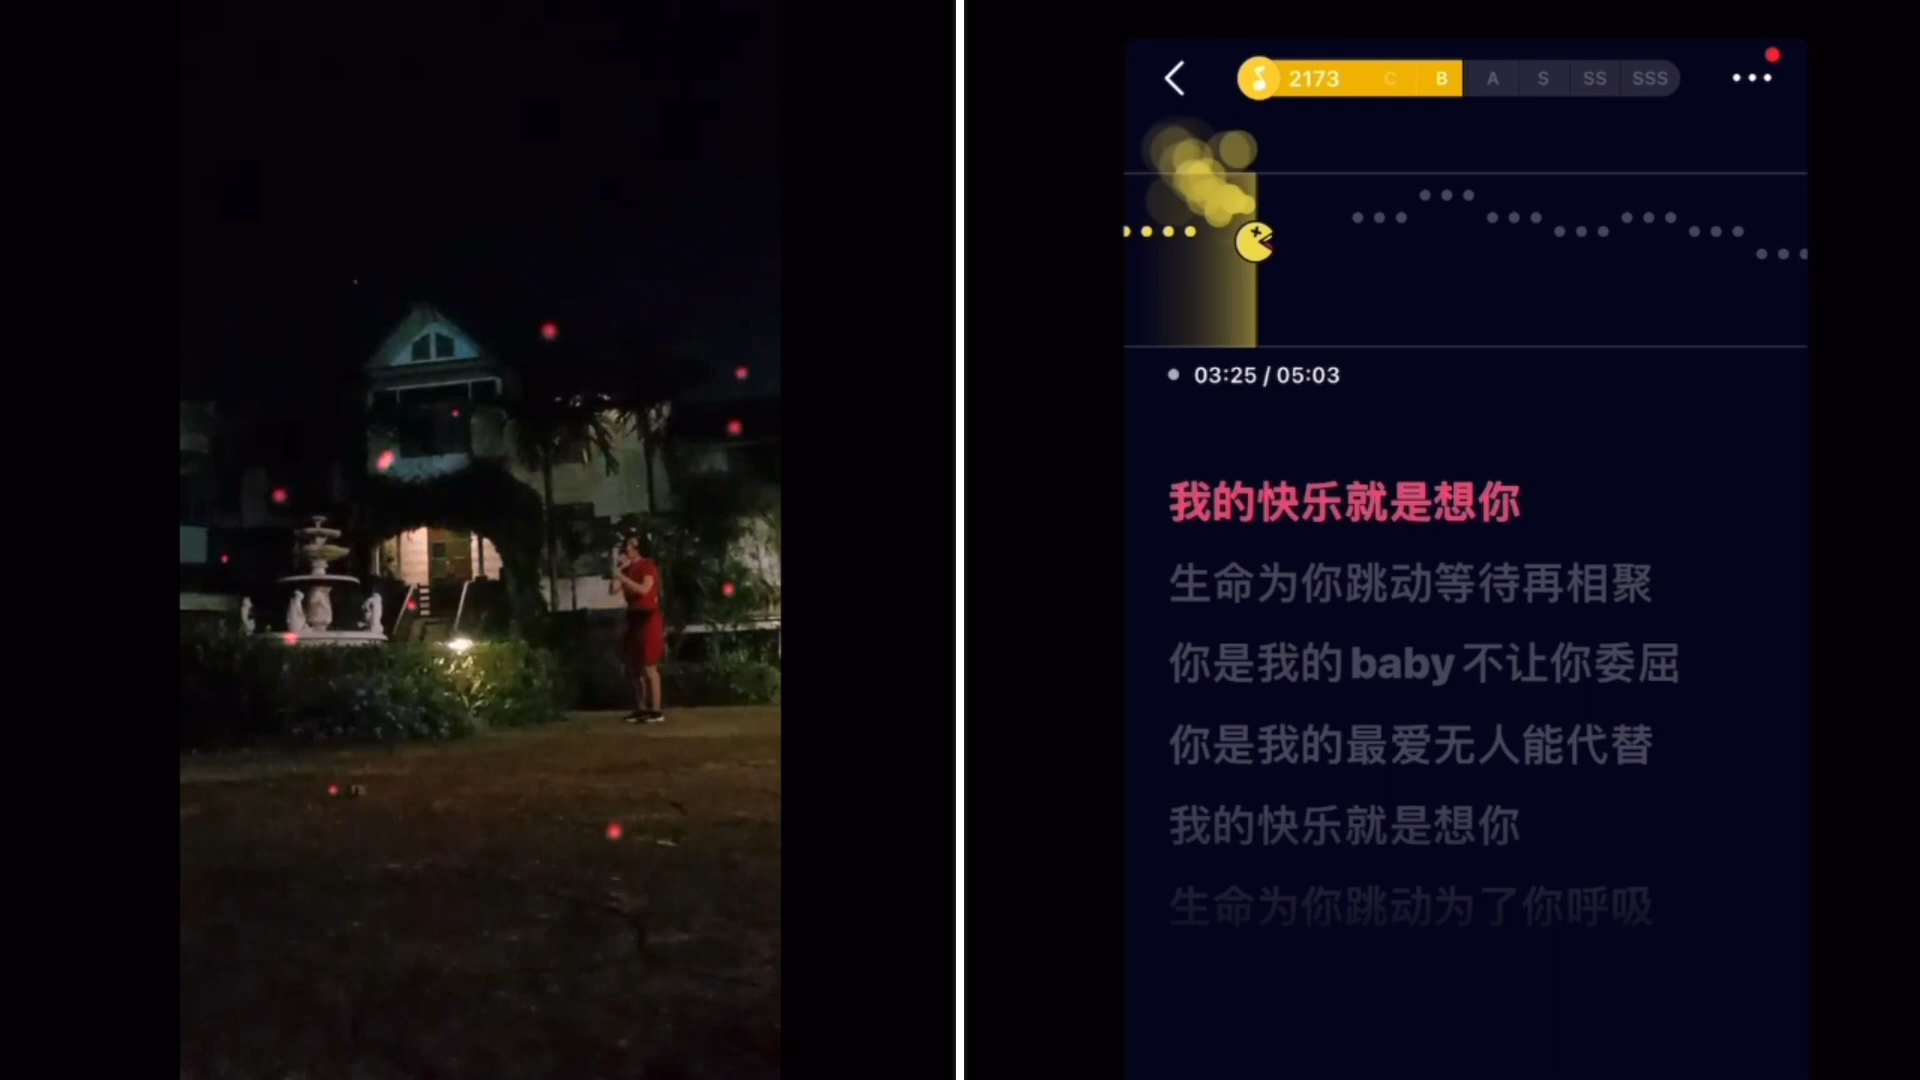 2173 C B A S SS SSS
03:25 / 05:03
我的快乐就是想你
生命为你跳动等待再相聚
你是我的baby不让你委屈
你是我的最爱无人能代替
我的快乐就是想你
生命为你跳动为了你呼吸